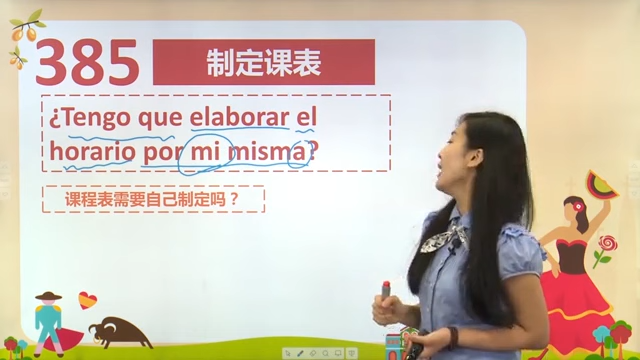 385
制定课表
¿Tengo que elaborar el
horario por mi misma?
课程表需要自己制定吗？